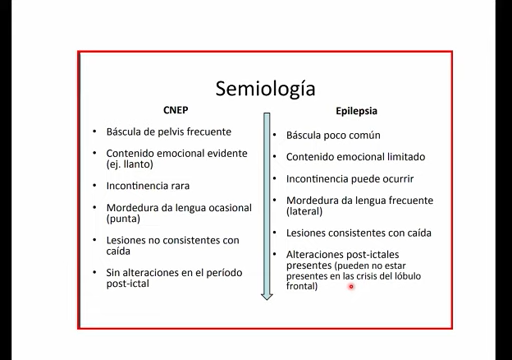 Semiología
CNEP
• Báscula de pelvis frecuente
• Contenido emocional evidente
(ej. llanto)
• Incontinencia rara
• Mordedura da lengua ocasional
(punta)
• Lesiones no consistentes con
caída
• Sin alteraciones en el período
post-ictal
Epilepsia
• Báscula poco común
• Contenido emocional limitado
• Incontinencia puede ocurrir
• Mordedura da lengua frecuente
(lateral)
• Lesiones consistentes con caída
• Alteraciones post-ictales
presentes (pueden no estar
presentes en las crisis del lóbulo
frontal)